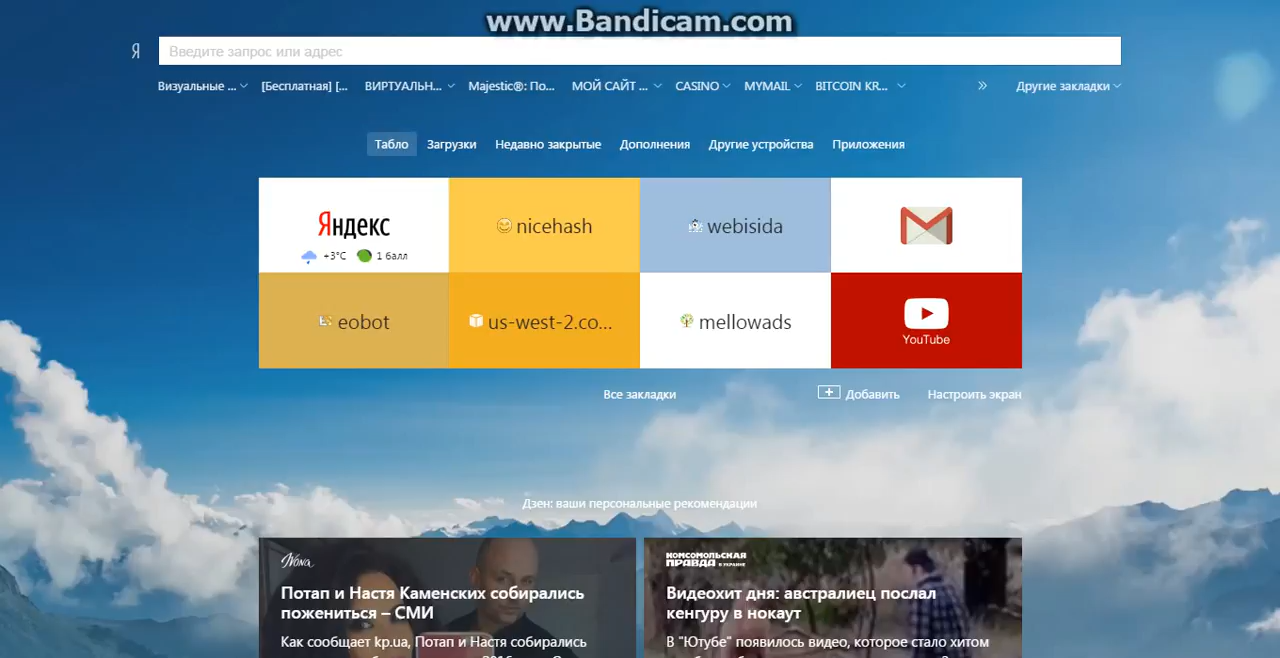 www.Bandicam.com
Я Введите запрос или адрес
Визуальные ... [Бесплатная] [... ВИРТУАЛЬН... Majestic®: По... МОЙ САЙТ ... CASINO MYMAIL BITCOIN KR... » Другие закладки
Табло Загрузки Недавно закрытые Дополнения Другие устройства Приложения
Яндекс nicehash webisida
+3°C 1 балл
eobot us-west-2.co... mellowads YouTube
Все закладки Добавить Настроить экран
Дзен: ваши персональные рекомендации
Ивона
Потап и Настя Каменских собирались
пожениться – СМИ
Как сообщает kp.ua, Потап и Настя собирались
КОМСОМОЛЬСКАЯ
ПРАВДА В УКРАИНЕ
Видеохит дня: австралиец послал
кенгуру в нокаут
В "Ютубе" появилось видео, которое стало хитом